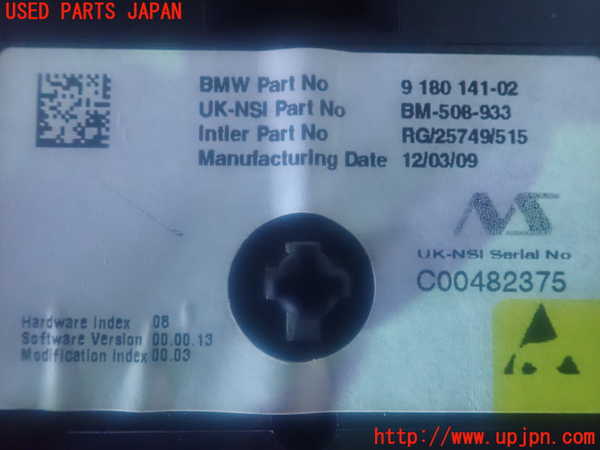 USED PARTS JAPAN
BMW Part No 9 180 141-02
UK-NSI Part No BM-508-933
Intler Part No RG/25749/515
Manufacturing Date 12/03/09
NS
UK-NSI Serial No
C00482375
Hardware Index 08
Software Version 00.00.13
Modification Index 00.03
http://www.upjpn.com/